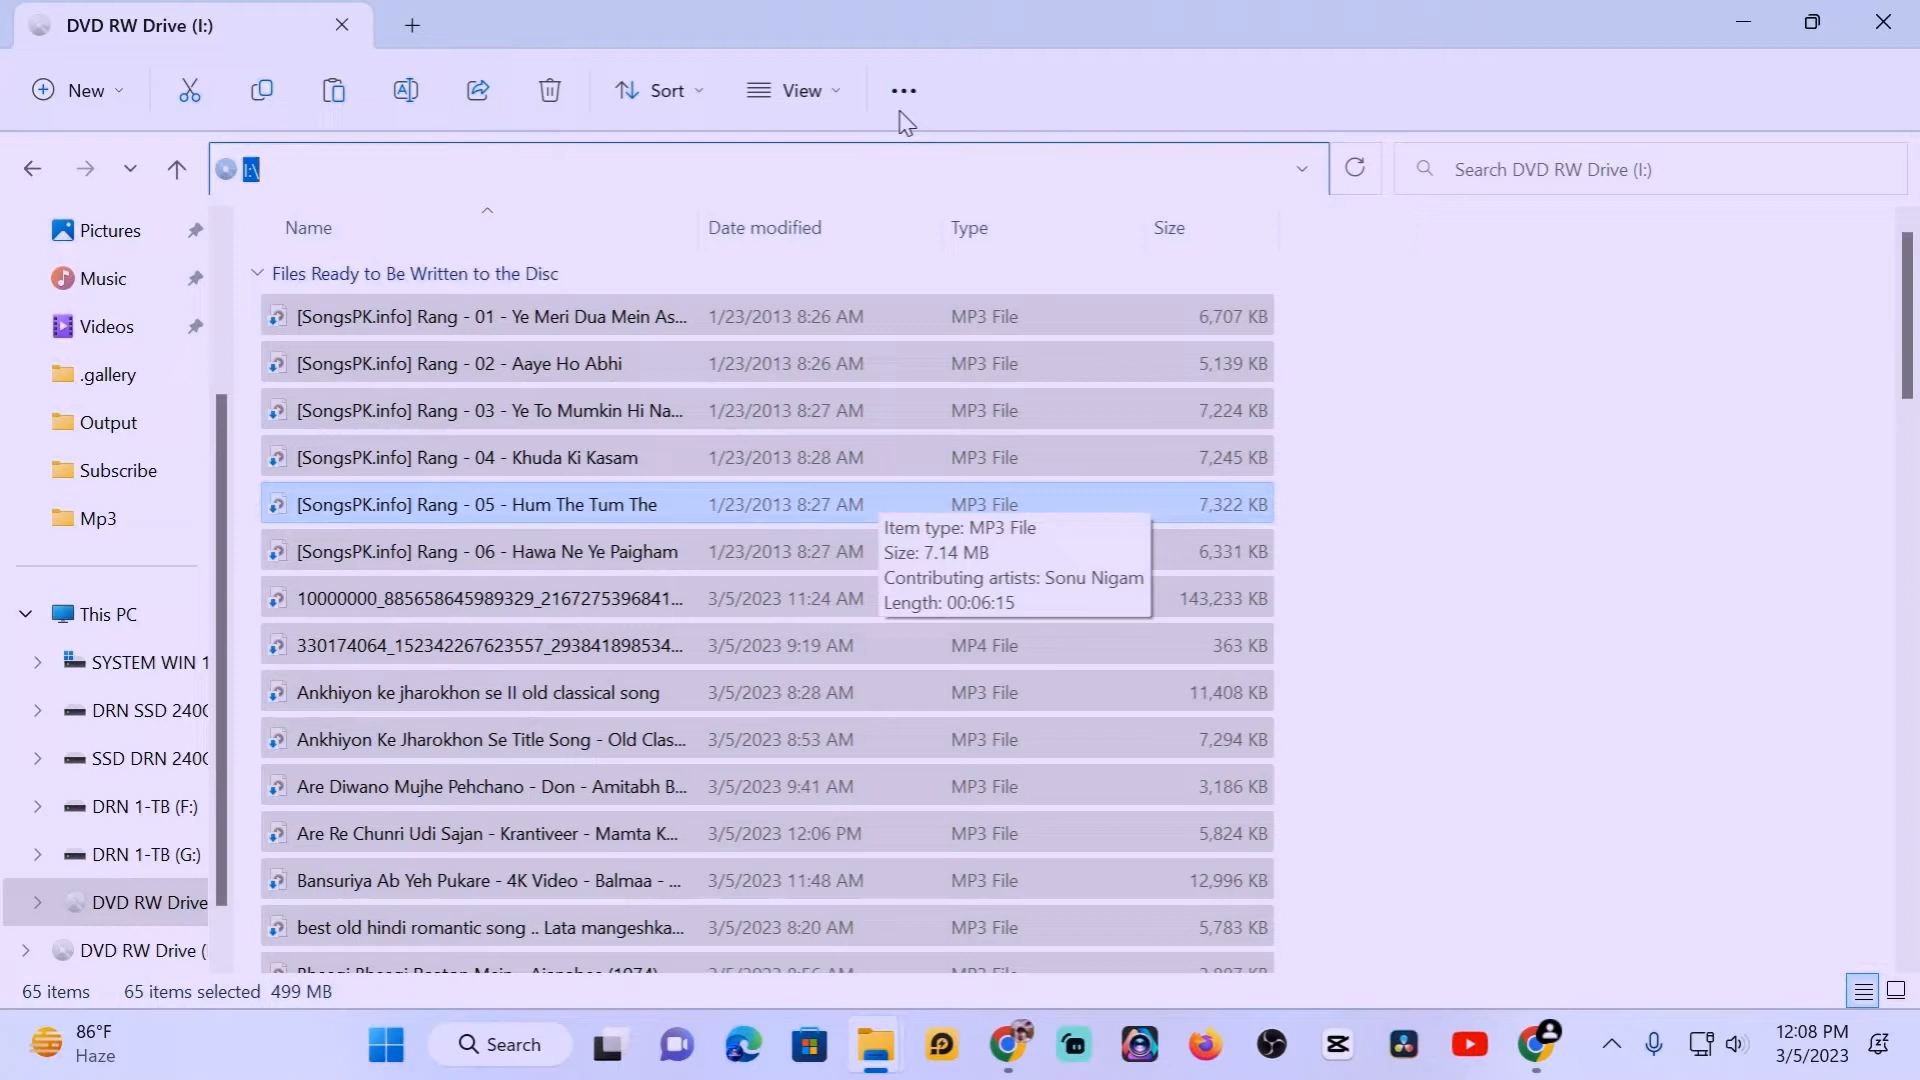 DVD RW Drive (I:)
New
Sort
View
I:\
Search DVD RW Drive (I:)
Pictures
Music
Videos
.gallery
Output
Subscribe
Mp3
This PC
SYSTEM WIN 1
DRN SSD 240G
SSD DRN 240G
DRN 1-TB (F:)
DRN 1-TB (G:)
DVD RW Drive
DVD RW Drive (
Name Date modified Type Size
Files Ready to Be Written to the Disc
[SongsPK.info] Rang - 01 - Ye Meri Dua Mein As... 1/23/2013 8:26 AM MP3 File 6,707 KB
[SongsPK.info] Rang - 02 - Aaye Ho Abhi 1/23/2013 8:26 AM MP3 File 5,139 KB
[SongsPK.info] Rang - 03 - Ye To Mumkin Hi Na... 1/23/2013 8:27 AM MP3 File 7,224 KB
[SongsPK.info] Rang - 04 - Khuda Ki Kasam 1/23/2013 8:28 AM MP3 File 7,245 KB
[SongsPK.info] Rang - 05 - Hum The Tum The 1/23/2013 8:27 AM MP3 File 7,322 KB
[SongsPK.info] Rang - 06 - Hawa Ne Ye Paigham 1/23/2013 8:27 AM 6,331 KB
10000000_885658645989329_2167275396841... 3/5/2023 11:24 AM 143,233 KB
330174064_152342267623557_293841898534... 3/5/2023 9:19 AM MP4 File 363 KB
Ankhiyon ke jharokhon se II old classical song 3/5/2023 8:28 AM MP3 File 11,408 KB
Ankhiyon Ke Jharokhon Se Title Song - Old Clas... 3/5/2023 8:53 AM MP3 File 7,294 KB
Are Diwano Mujhe Pehchano - Don - Amitabh B... 3/5/2023 9:41 AM MP3 File 3,186 KB
Are Re Chunri Udi Sajan - Krantiveer - Mamta K... 3/5/2023 12:06 PM MP3 File 5,824 KB
Bansuriya Ab Yeh Pukare - 4K Video - Balmaa - ... 3/5/2023 11:48 AM MP3 File 12,996 KB
best old hindi romantic song .. Lata mangeshka... 3/5/2023 8:20 AM MP3 File 5,783 KB
Item type: MP3 File
Size: 7.14 MB
Contributing artists: Sonu Nigam
Length: 00:06:15
65 items 65 items selected 499 MB
86°F
Haze
Search
12:08 PM
3/5/2023